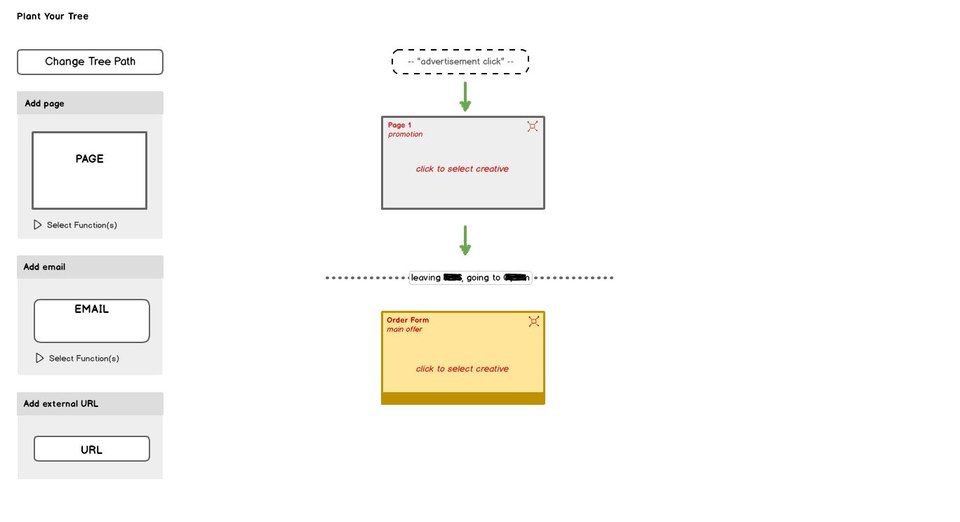 Plant Your Tree
Change Tree Path
Add page
PAGE
Select Function(s)
Add email
EMAIL
Select Function(s)
Add external URL
URL
-- "advertisement click" --
Page 1
promotion
click to select creative
leaving , going to
Order Form
main offer
click to select creative